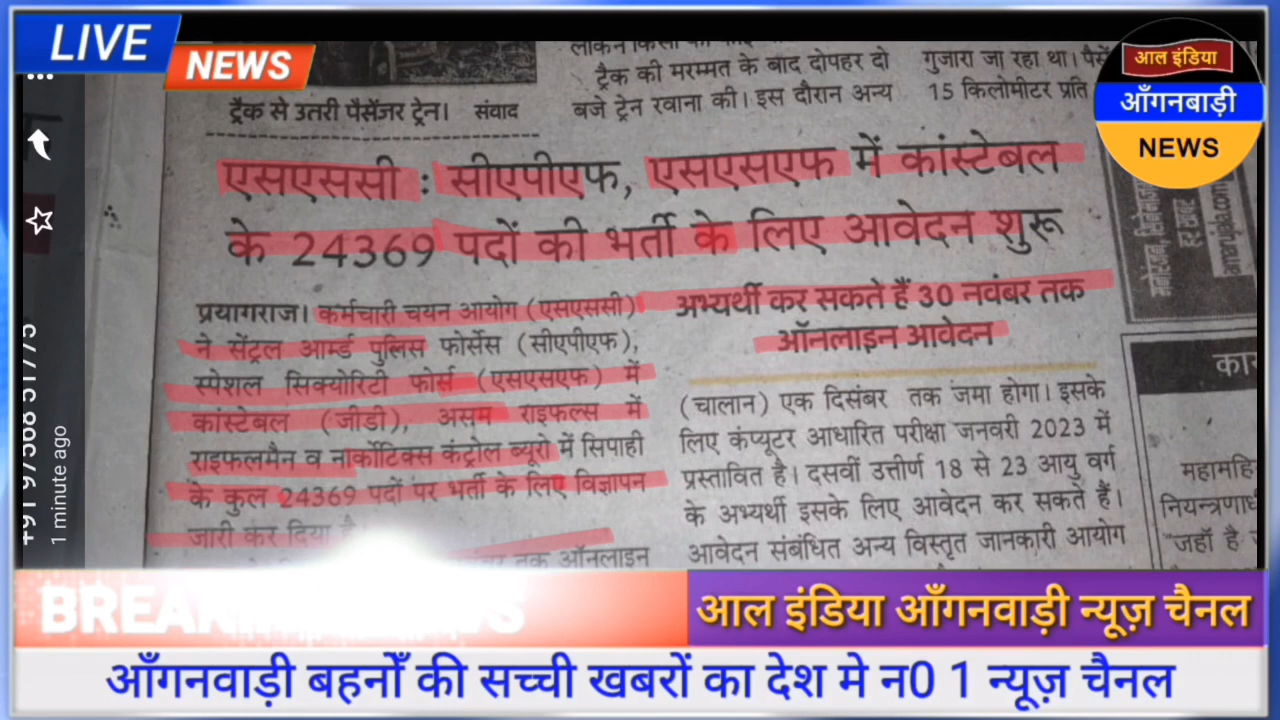 LIVE
NEWS
आल इंडिया
आँगनबाड़ी
NEWS
1 minute ago
ट्रैक से उतरी पैसेंजर ट्रेन। संवाद
ट्रैक की मरम्मत के बाद दोपहर दो
बजे ट्रेन रवाना की। इस दौरान अन्य
गुजारा जा रहा था।
15 किलोमीटर प्रति
एसएससी : सीएपीएफ, एसएसएफ में कांस्टेबल
के 24369 पदों की भर्ती के लिए आवेदन शुरू
प्रयागराज। कर्मचारी चयन आयोग (एसएससी)
ने सेंट्रल आर्म्ड पुलिस फोर्सेस (सीएपीएफ),
स्पेशल सिक्योरिटी फोर्स (एसएसएफ) में
कांस्टेबल (जीडी), असम राइफल्स में
राइफलमैन व नार्कोटिक्स कंट्रोल ब्यूरो में सिपाही
के कुल 24369 पदों पर भर्ती के लिए विज्ञापन
जारी कर दिया है।
तक ऑनलाइन
अभ्यर्थी कर सकते हैं 30 नवंबर तक
ऑनलाइन आवेदन
(चालान) एक दिसंबर तक जमा होगा। इसके
लिए कंप्यूटर आधारित परीक्षा जनवरी 2023 में
प्रस्तावित है। दसवीं उत्तीर्ण 18 से 23 आयु वर्ग
के अभ्यर्थी इसके लिए आवेदन कर सकते हैं।
आवेदन संबंधित अन्य विस्तृत जानकारी आयोग
हर खबर
"जहाँ है
आल इंडिया आँगनवाड़ी न्यूज़ चैनल
आँगनवाड़ी बहनोँ की सच्ची खबरों का देश मे न0 1 न्यूज़ चैनल